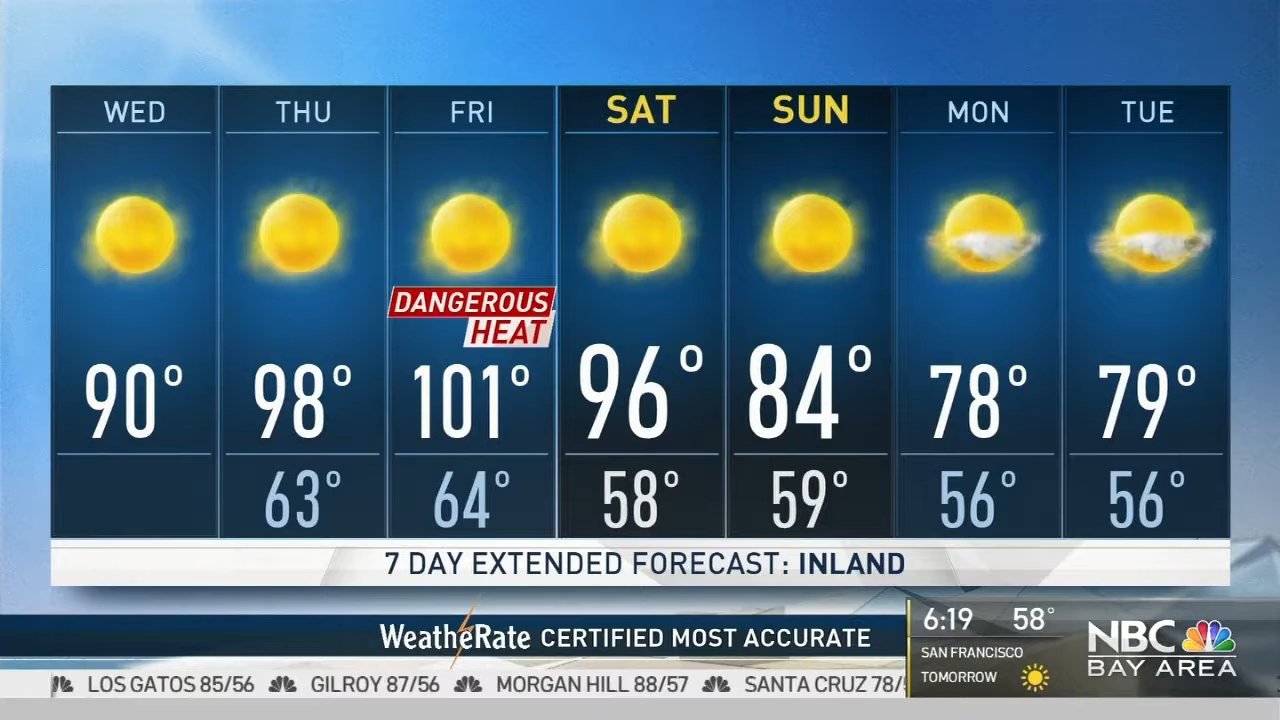 WED THU FRI SAT SUN MON TUE
DANGEROUS
HEAT
90° 98° 101° 96° 84° 78° 79°
63° 64° 58° 59° 56° 56°
7 DAY EXTENDED FORECAST: INLAND
WeatheRate CERTIFIED MOST ACCURATE
6:19 58°
SAN FRANCISCO
TOMORROW
NBC
BAY AREA
LOS GATOS 85/56 GILROY 87/56 MORGAN HILL 88/57 SANTA CRUZ 78/